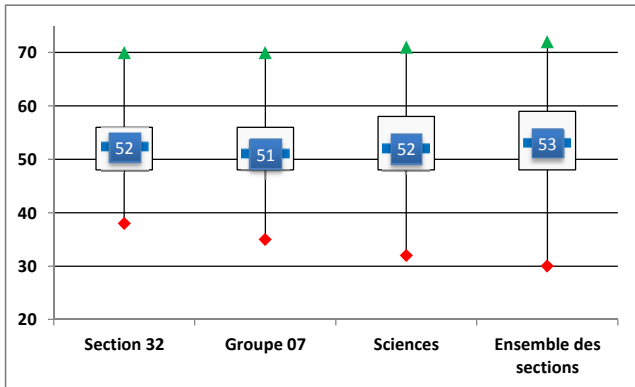 70
60
50
40
30
20
52
51
52
53
Section 32
Groupe 07
Sciences
Ensemble des
sections